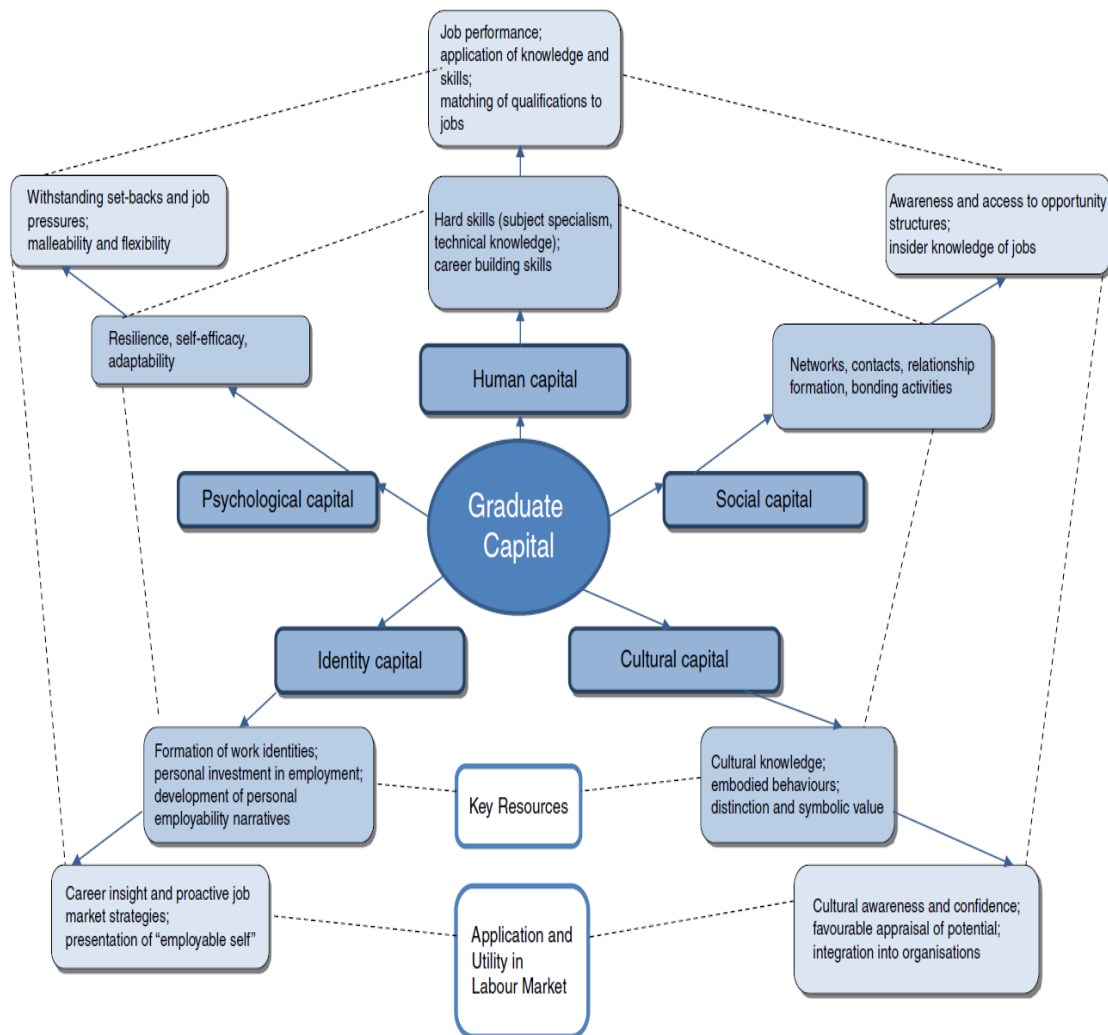 Job performance;
application of knowledge and
skills;
matching of qualifications to
jobs
Withstanding set-backs and job
pressures;
malleability and flexibility
Hard skills (subject specialism,
technical knowledge);
career building skills
Awareness and access to opportunity
structures;
insider knowledge of jobs
Resilience, self-efficacy,
adaptability
Human capital
Networks, contacts, relationship
formation, bonding activities
Psychological capital
Graduate
Capital
Social capital
Identity capital
Cultural capital
Formation of work identities;
personal investment in employment;
development of personal
employability narratives
Key Resources
Cultural knowledge;
embodied behaviours;
distinction and symbolic value
Career insight and proactive job
market strategies;
presentation of “employable self”
Application and
Utility in
Labour Market
Cultural awareness and confidence;
favourable appraisal of potential;
integration into organisations